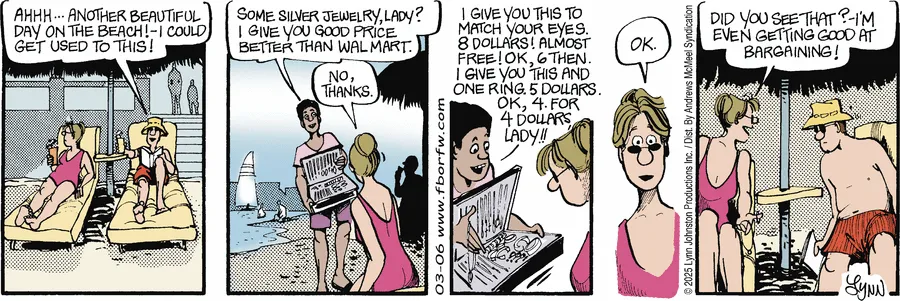 AHHH... ANOTHER BEAUTIFUL
DAY ON THE BEACH!-I COULD
GET USED TO THIS!
SOME SILVER JEWELRY, LADY?
I GIVE YOU GOOD PRICE.
BETTER THAN WALMART.
NO,
THANKS.
03-06 www.fborfw.com
I GIVE YOU THIS TO
MATCH YOUR EYES.
8 DOLLARS! ALMOST
FREE! OK, 6 THEN.
I GIVE YOU THIS AND
ONE RING. 5 DOLLARS.
OK, 4. FOR
4 DOLLARS
LADY!!
OK.
© 2025 Lynn Johnston Productions Inc. / Dist. By Andrews McMeel Syndication
DID YOU SEE THAT?-I'M
EVEN GETTING GOOD AT
BARGAINING!
LYNN